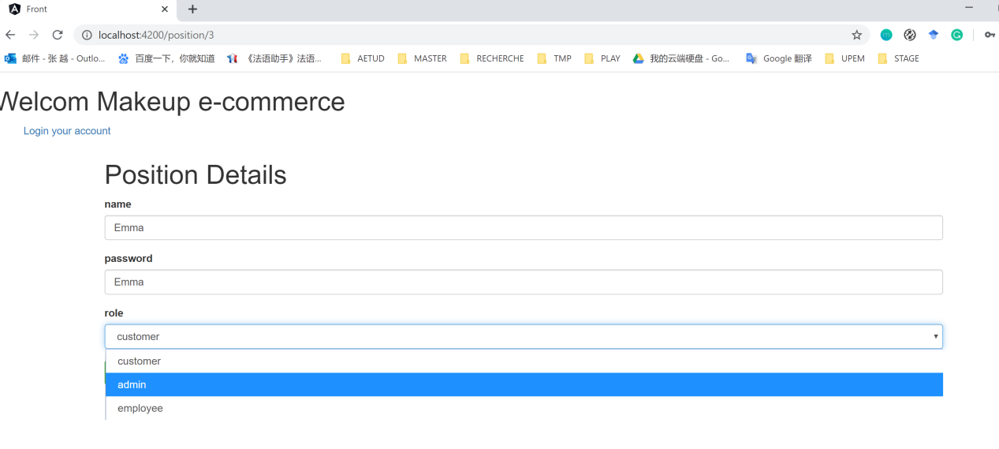 Front
localhost:4200/position/3
邮件 - 张 越 - Outlo... 百度一下，你就知道 《法语助手》法语... AETUD MASTER RECHERCHE TMP PLAY 我的云端硬盘 - Go... Google 翻译 UPEM STAGE
Welcom Makeup e-commerce
Login your account
Position Details
name
Emma
password
Emma
role
customer
customer
admin
employee